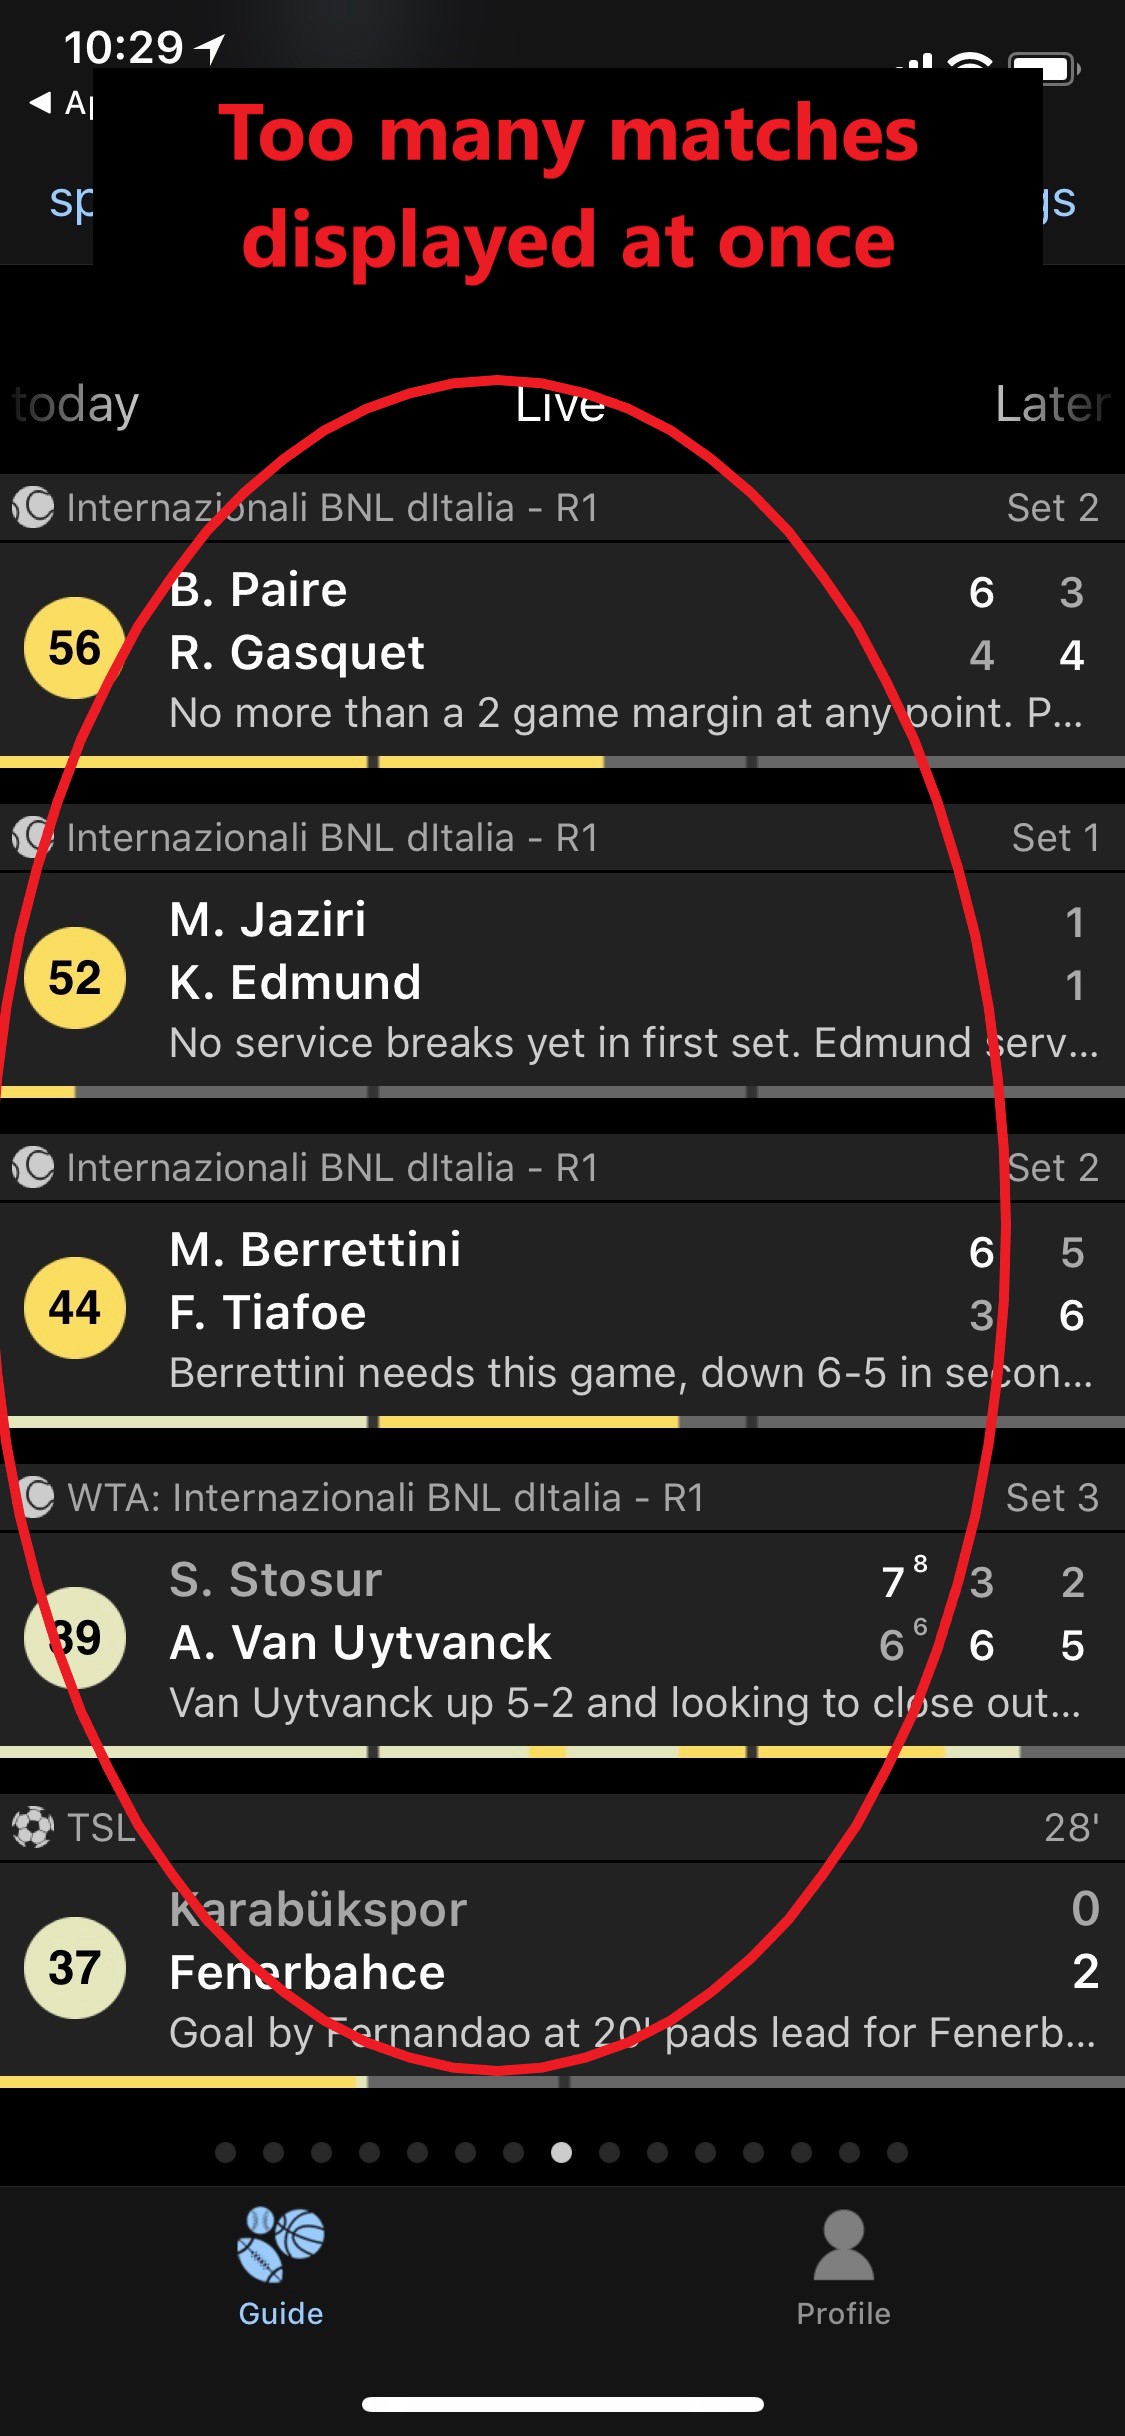 10:29
Too many matches
displayed at once
today Live Later
Internazionali BNL dItalia - R1 Set 2
56
B. Paire 6 3
R. Gasquet 4 4
No more than a 2 game margin at any point. P...
Internazionali BNL dItalia - R1 Set 1
52
M. Jaziri 1
K. Edmund 1
No service breaks yet in first set. Edmund serv...
Internazionali BNL dItalia - R1 Set 2
44
M. Berrettini 6 5
F. Tiafoe 3 6
Berrettini needs this game, down 6-5 in secon...
WTA: Internazionali BNL dItalia - R1 Set 3
39
S. Stosur 7 8 3 2
A. Van Uytvanck 6 6 6 5
Van Uytvanck up 5-2 and looking to close out...
TSL 28'
37
Karabükspor 0
Fenerbahce 2
Goal by Fernandao at 20' pads lead for Fenerb...
Guide Profile